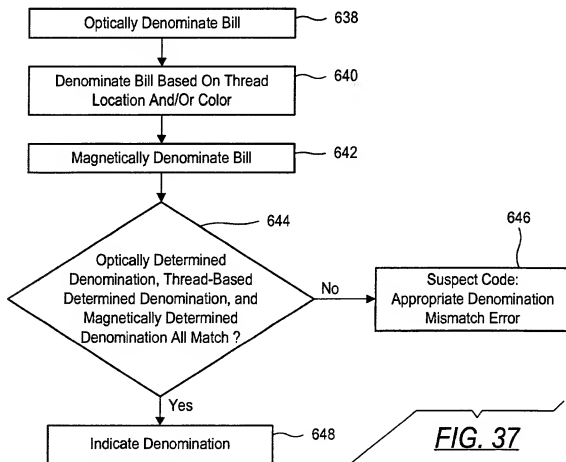 Optically Denominate Bill
638
Denominate Bill Based On Thread
Location And/Or Color
640
Magnetically Denominate Bill
642
644
Optically Determined
Denomination, Thread-Based
Determined Denomination, and
Magnetically Determined
Denomination All Match ?
No
646
Suspect Code:
Appropriate Denomination
Mismatch Error
Yes
Indicate Denomination
648
FIG. 37